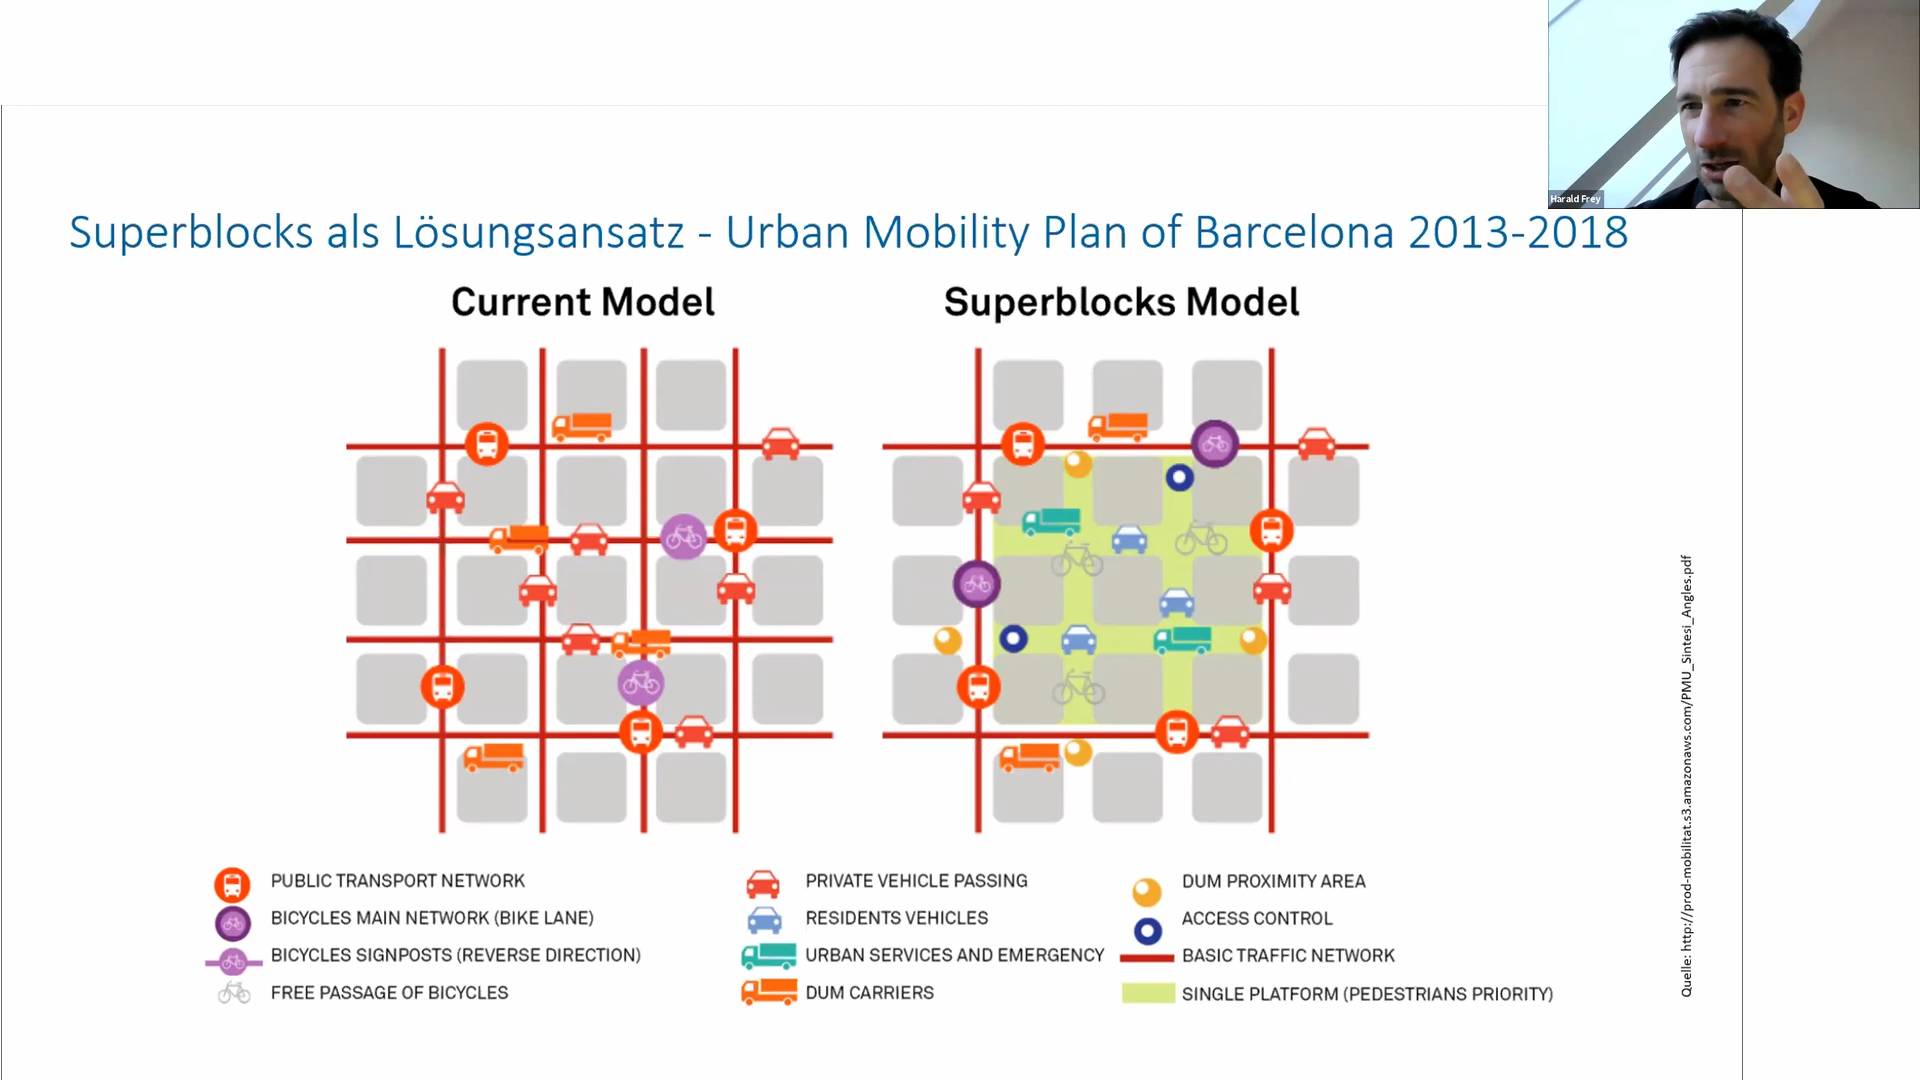 Harald Frey
Superblocks als Lösungsansatz - Urban Mobility Plan of Barcelona 2013-2018
Current Model
Superblocks Model
PUBLIC TRANSPORT NETWORK
BICYCLES MAIN NETWORK (BIKE LANE)
BICYCLES SIGNPOSTS (REVERSE DIRECTION)
FREE PASSAGE OF BICYCLES
PRIVATE VEHICLE PASSING
RESIDENTS VEHICLES
URBAN SERVICES AND EMERGENCY
DUM CARRIERS
DUM PROXIMITY AREA
ACCESS CONTROL
BASIC TRAFFIC NETWORK
SINGLE PLATFORM (PEDESTRIANS PRIORITY)
Quelle: http://prod-mobilitat.s3.amazonaws.com/PMU_Sintesi_Angles.pdf